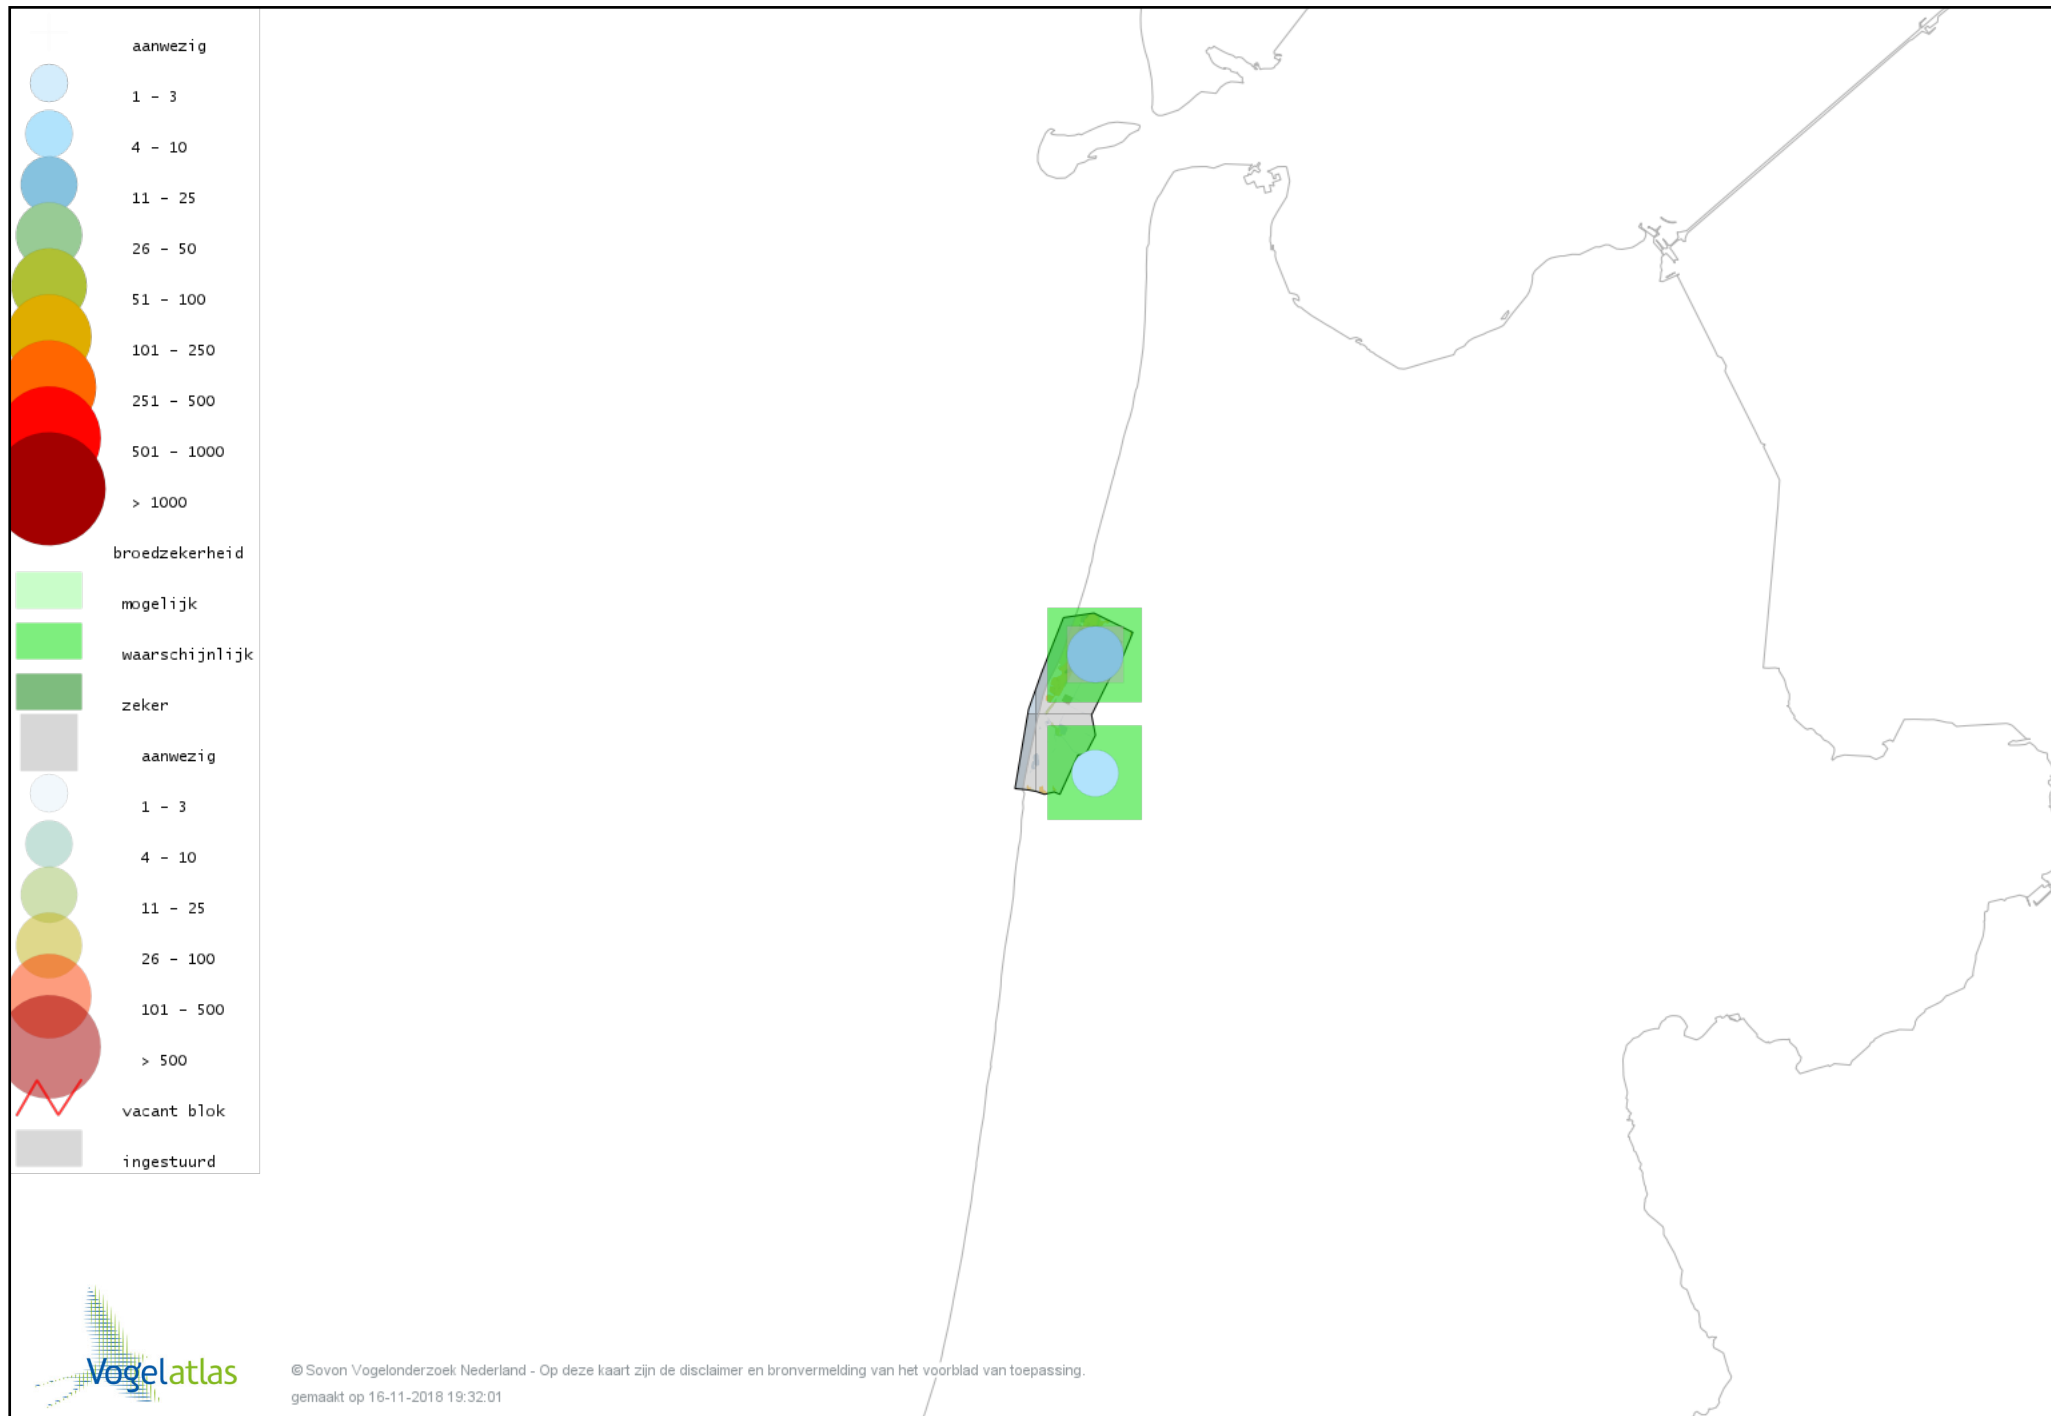 aanwezig
1 – 3
4 – 10
11 – 25
26 – 50
51 – 100
101 – 250
251 – 500
501 – 1000
> 1000
broedzekerheid
mogelijk
waarschijnlijk
zeker
aanwezig
1 – 3
4 – 10
11 – 25
26 – 100
101 – 500
> 500
vacant blok
ingestuurd
Vogelatlas
© Sovon Vogelonderzoek Nederland - Op deze kaart zijn de disclaimer en bronvermelding van het voorblad van toepassing.
gemaakt op 16-11-2018 19:32:01